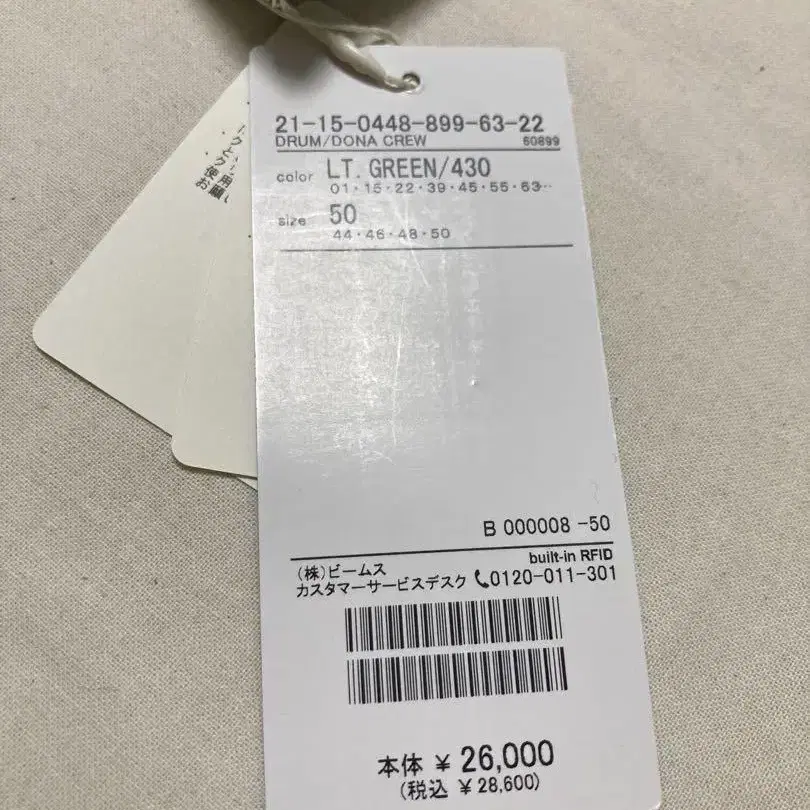 21-15-0448-899-63-22
DRUM/DONA CREW 60899
color LT. GREEN/430
01・15・22・39・45・55・63・・
size 50
44・46・48・50
B 000008 -50
built-in RFID
(株)ビームス
カスタマーサービスデスク 📞0120-011-301
本体 ¥ 26,000
(税込 ¥ 28,600)